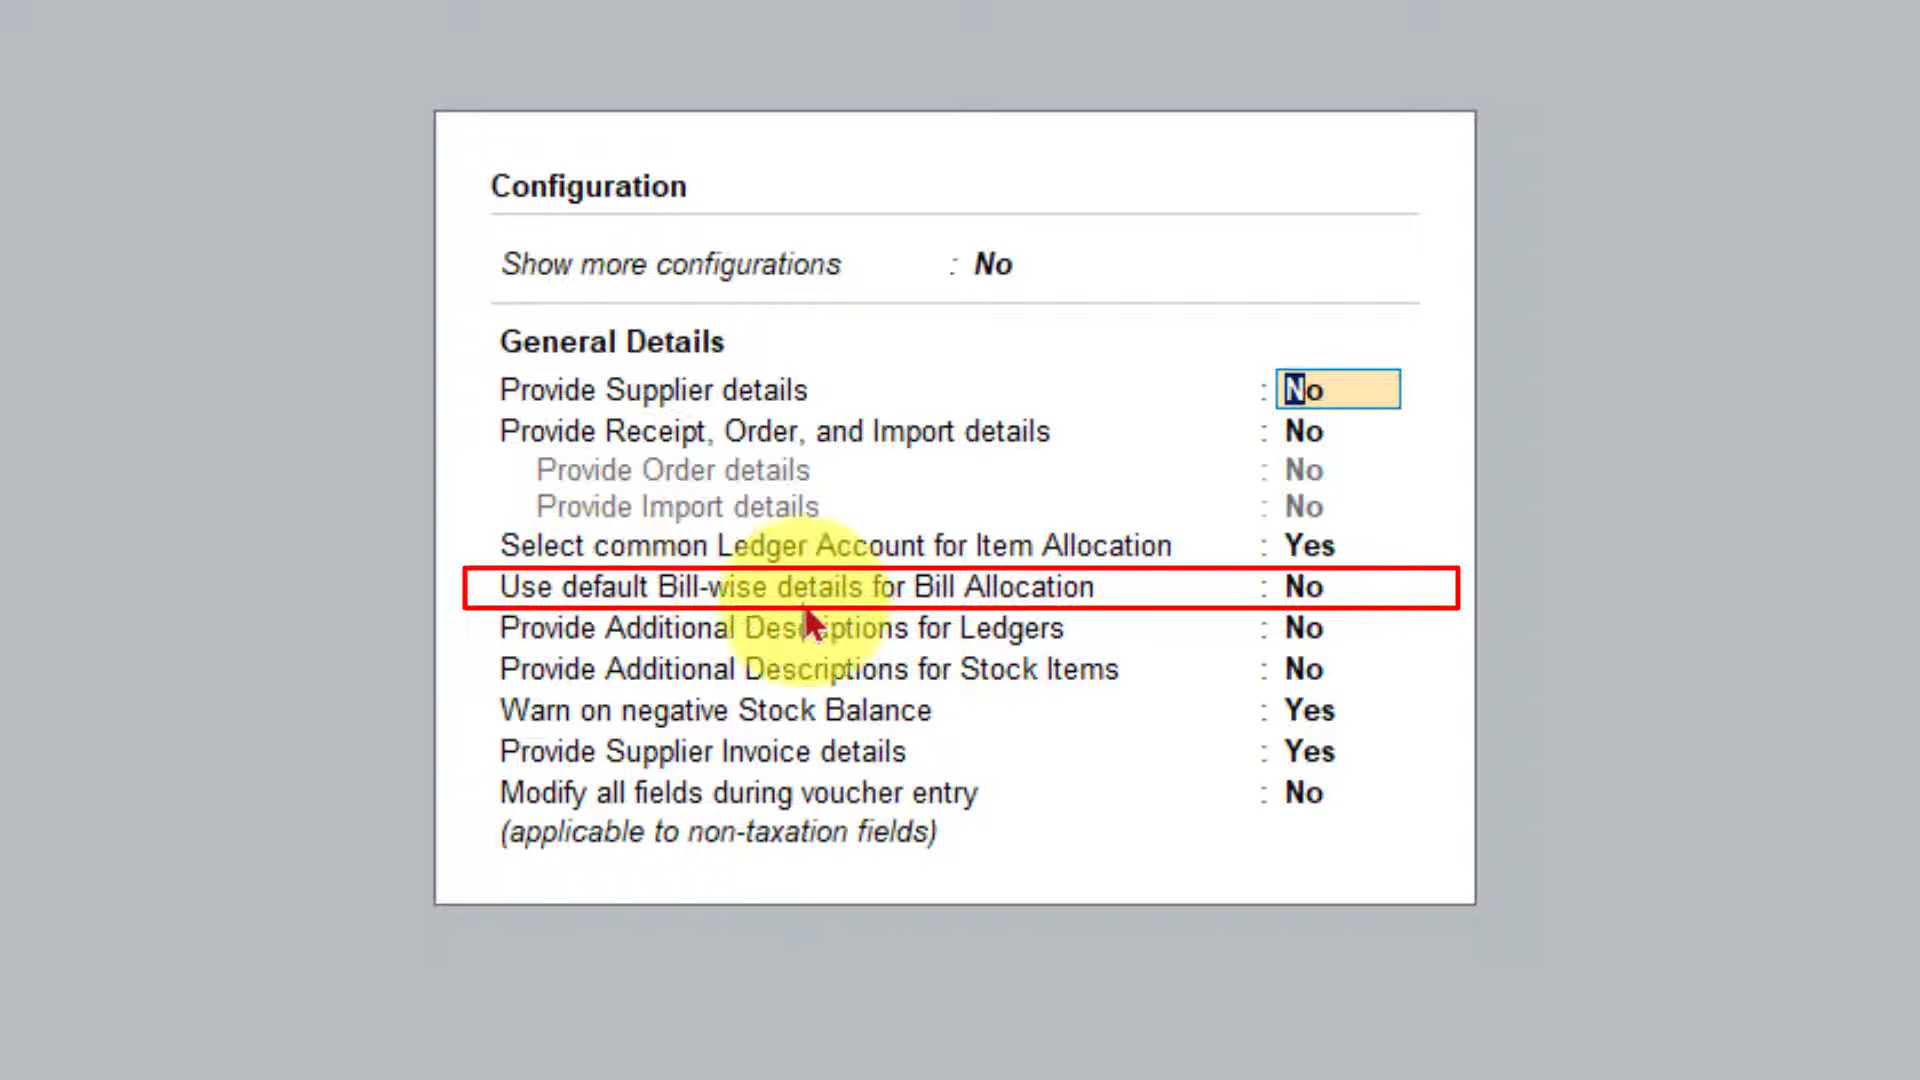 Configuration
Show more configurations : No
General Details
Provide Supplier details : No
Provide Receipt, Order, and Import details : No
Provide Order details : No
Provide Import details : No
Select common Ledger Account for Item Allocation : Yes
Use default Bill-wise details for Bill Allocation : No
Provide Additional Descriptions for Ledgers : No
Provide Additional Descriptions for Stock Items : No
Warn on negative Stock Balance : Yes
Provide Supplier Invoice details : Yes
Modify all fields during voucher entry : No
(applicable to non-taxation fields)